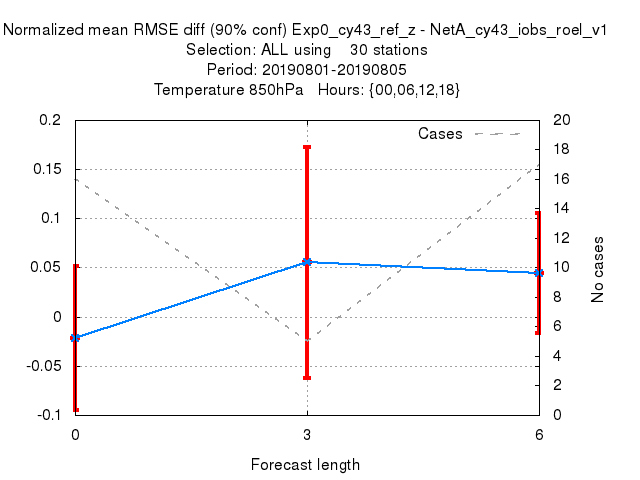 Normalized mean RMSE diff (90% conf) Exp0_cy43_ref_z - NetA_cy43_iobs_roel_v1
Selection: ALL using    30 stations
Period: 20190801-20190805
Temperature 850hPa   Hours: {00,06,12,18}
Cases
0.2
0.15
0.1
0.05
0
-0.05
-0.1
20
18
16
14
12
10
8
6
4
2
0
No cases
0 3 6
Forecast length